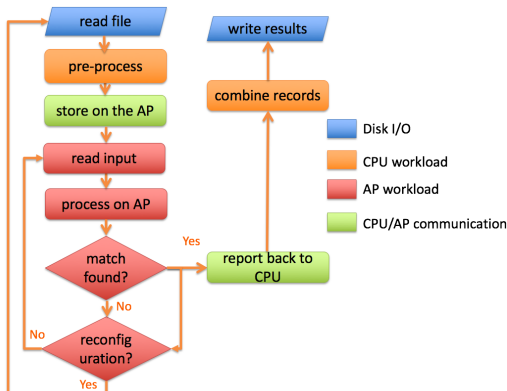 read file
write results
pre-process
combine records
store on the AP
Disk I/O
CPU workload
read input
AP workload
process on AP
CPU/AP communication
Yes
match
found?
report back to
CPU
No
No
reconfig
uration?
Yes